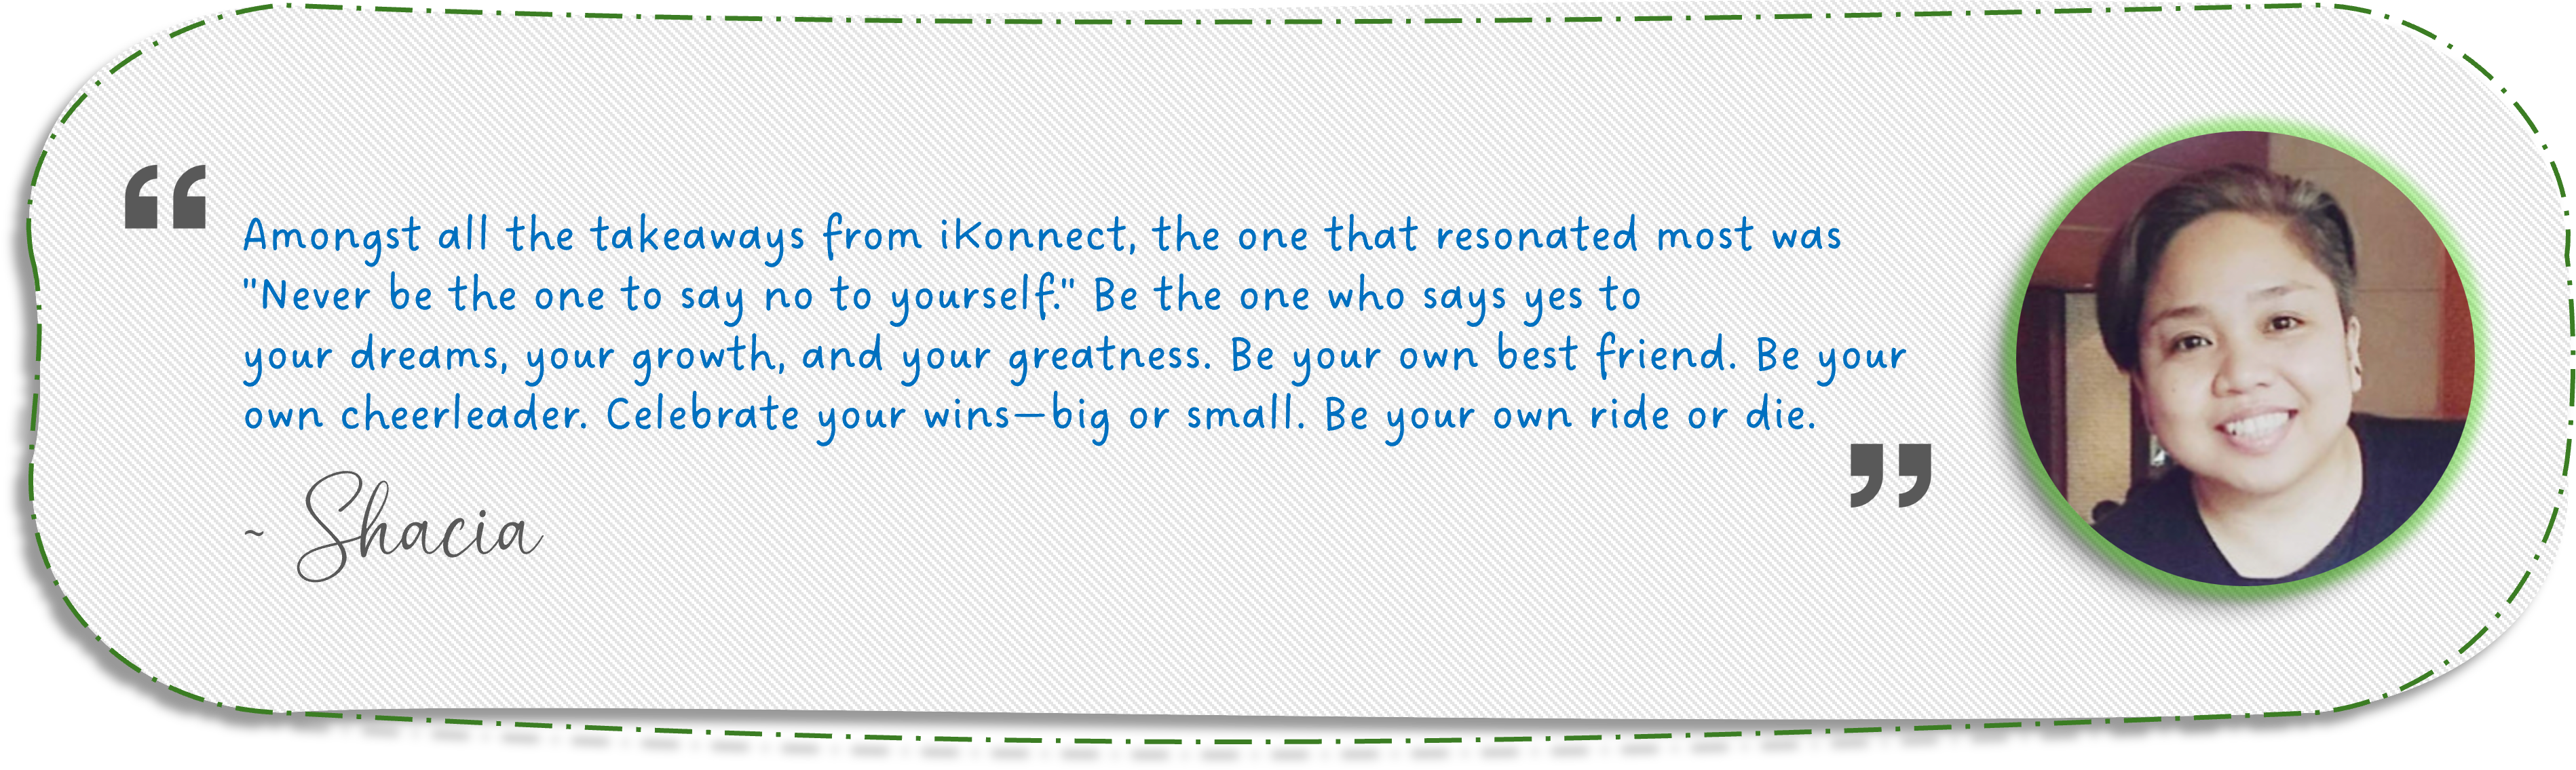 “
Amongst all the takeaways from iKonnect, the one that resonated most was
"Never be the one to say no to yourself." Be the one who says yes to
your dreams, your growth, and your greatness. Be your own best friend. Be your
own cheerleader. Celebrate your wins—big or small. Be your own ride or die.
”
~ Shacia